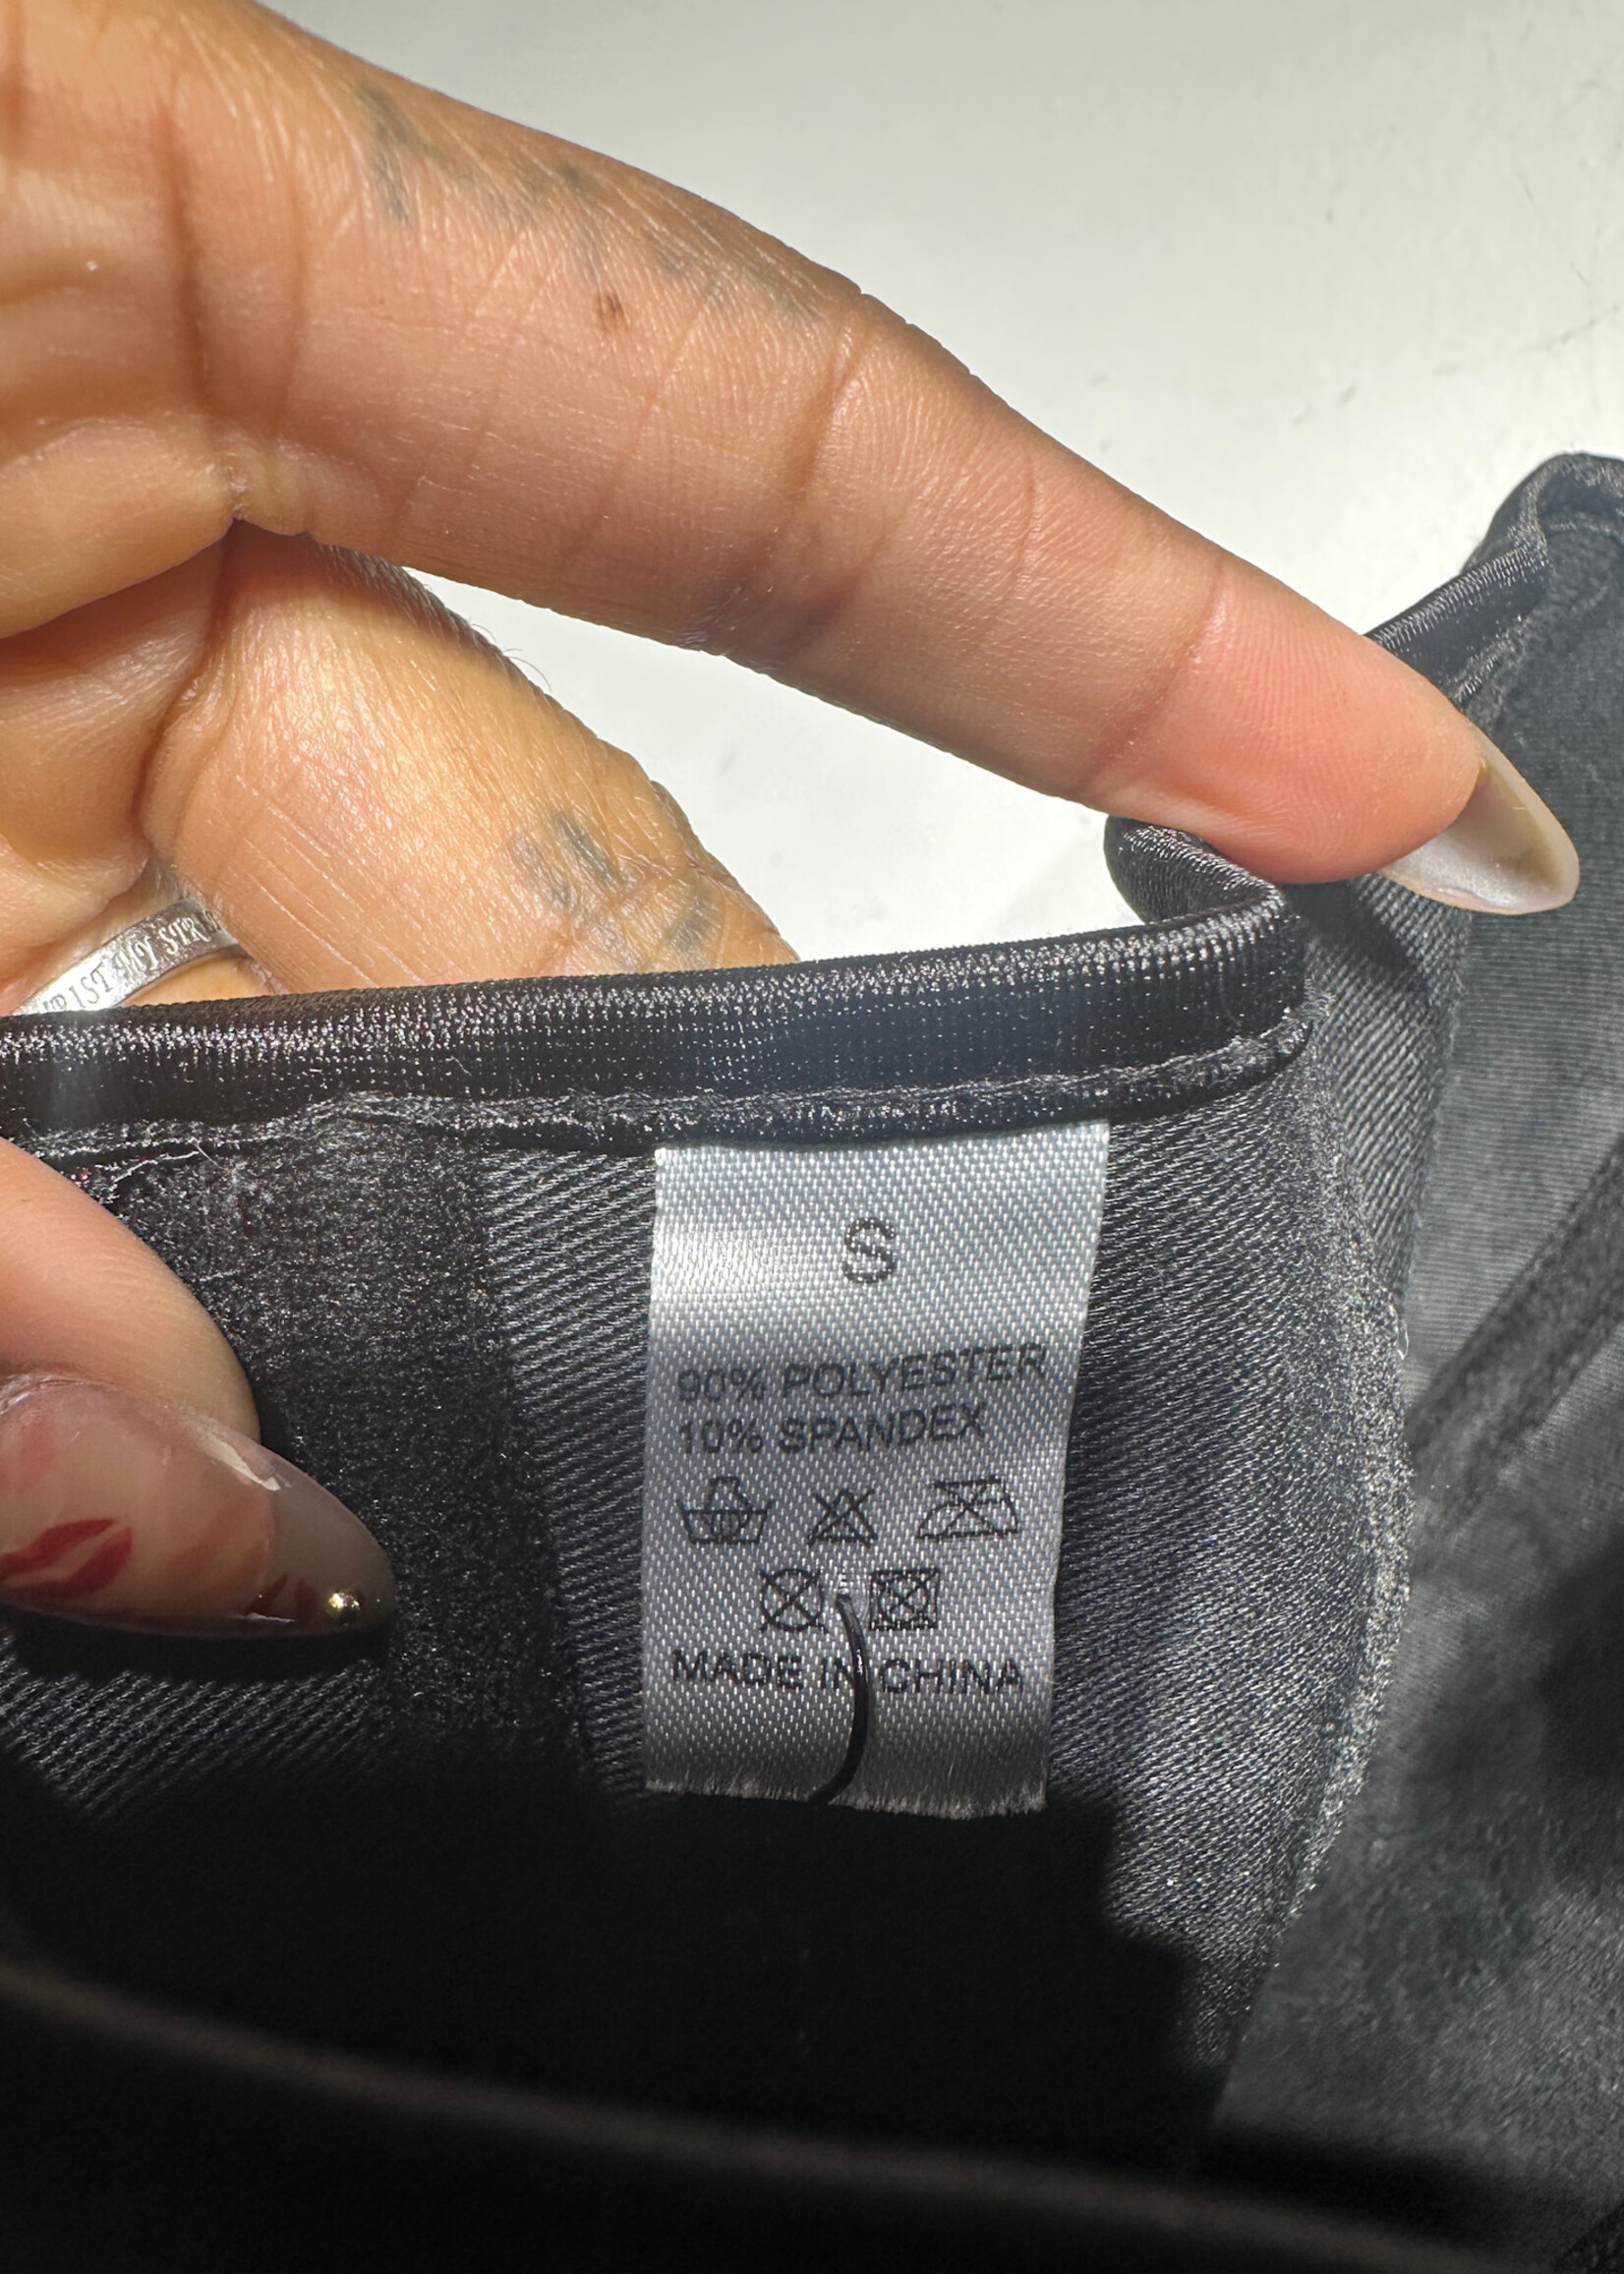 S
90% POLYESTER
10% SPANDEX
MADE IN CHINA